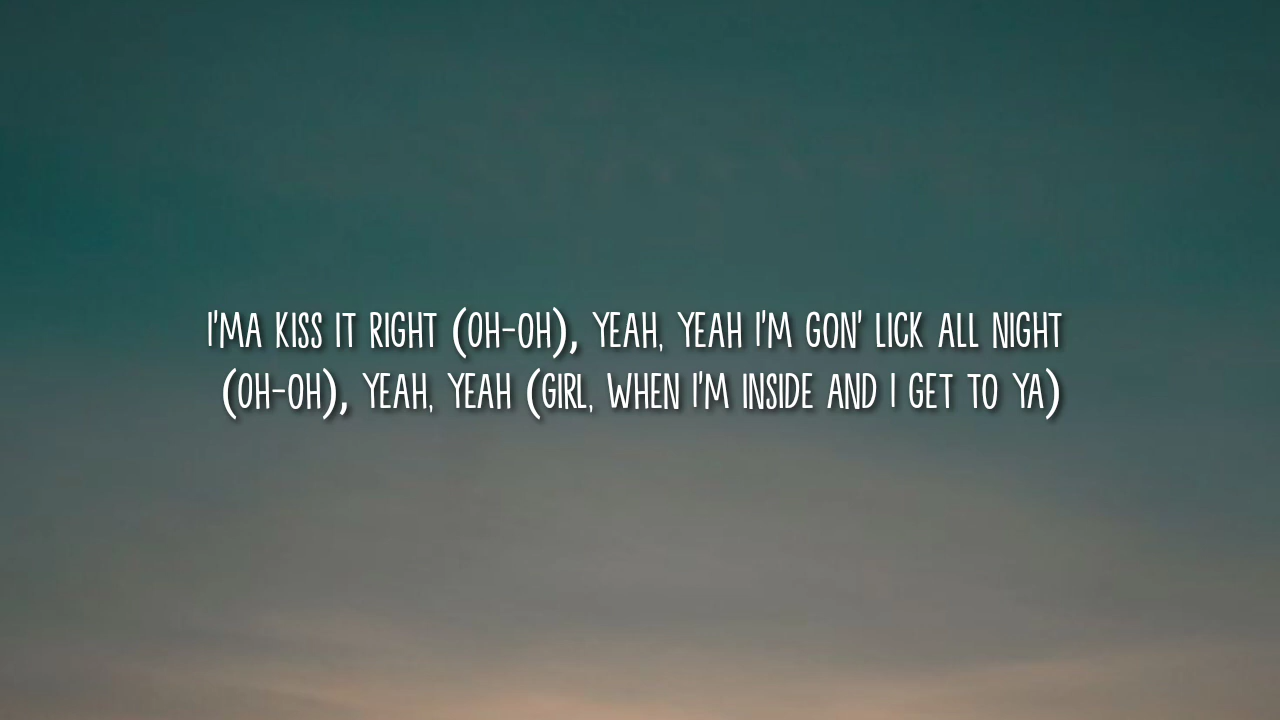 I'MA KISS IT RIGHT (OH-OH), YEAH, YEAH I'M GON' LICK ALL NIGHT
(OH-OH), YEAH, YEAH (GIRL, WHEN I'M INSIDE AND I GET TO YA)